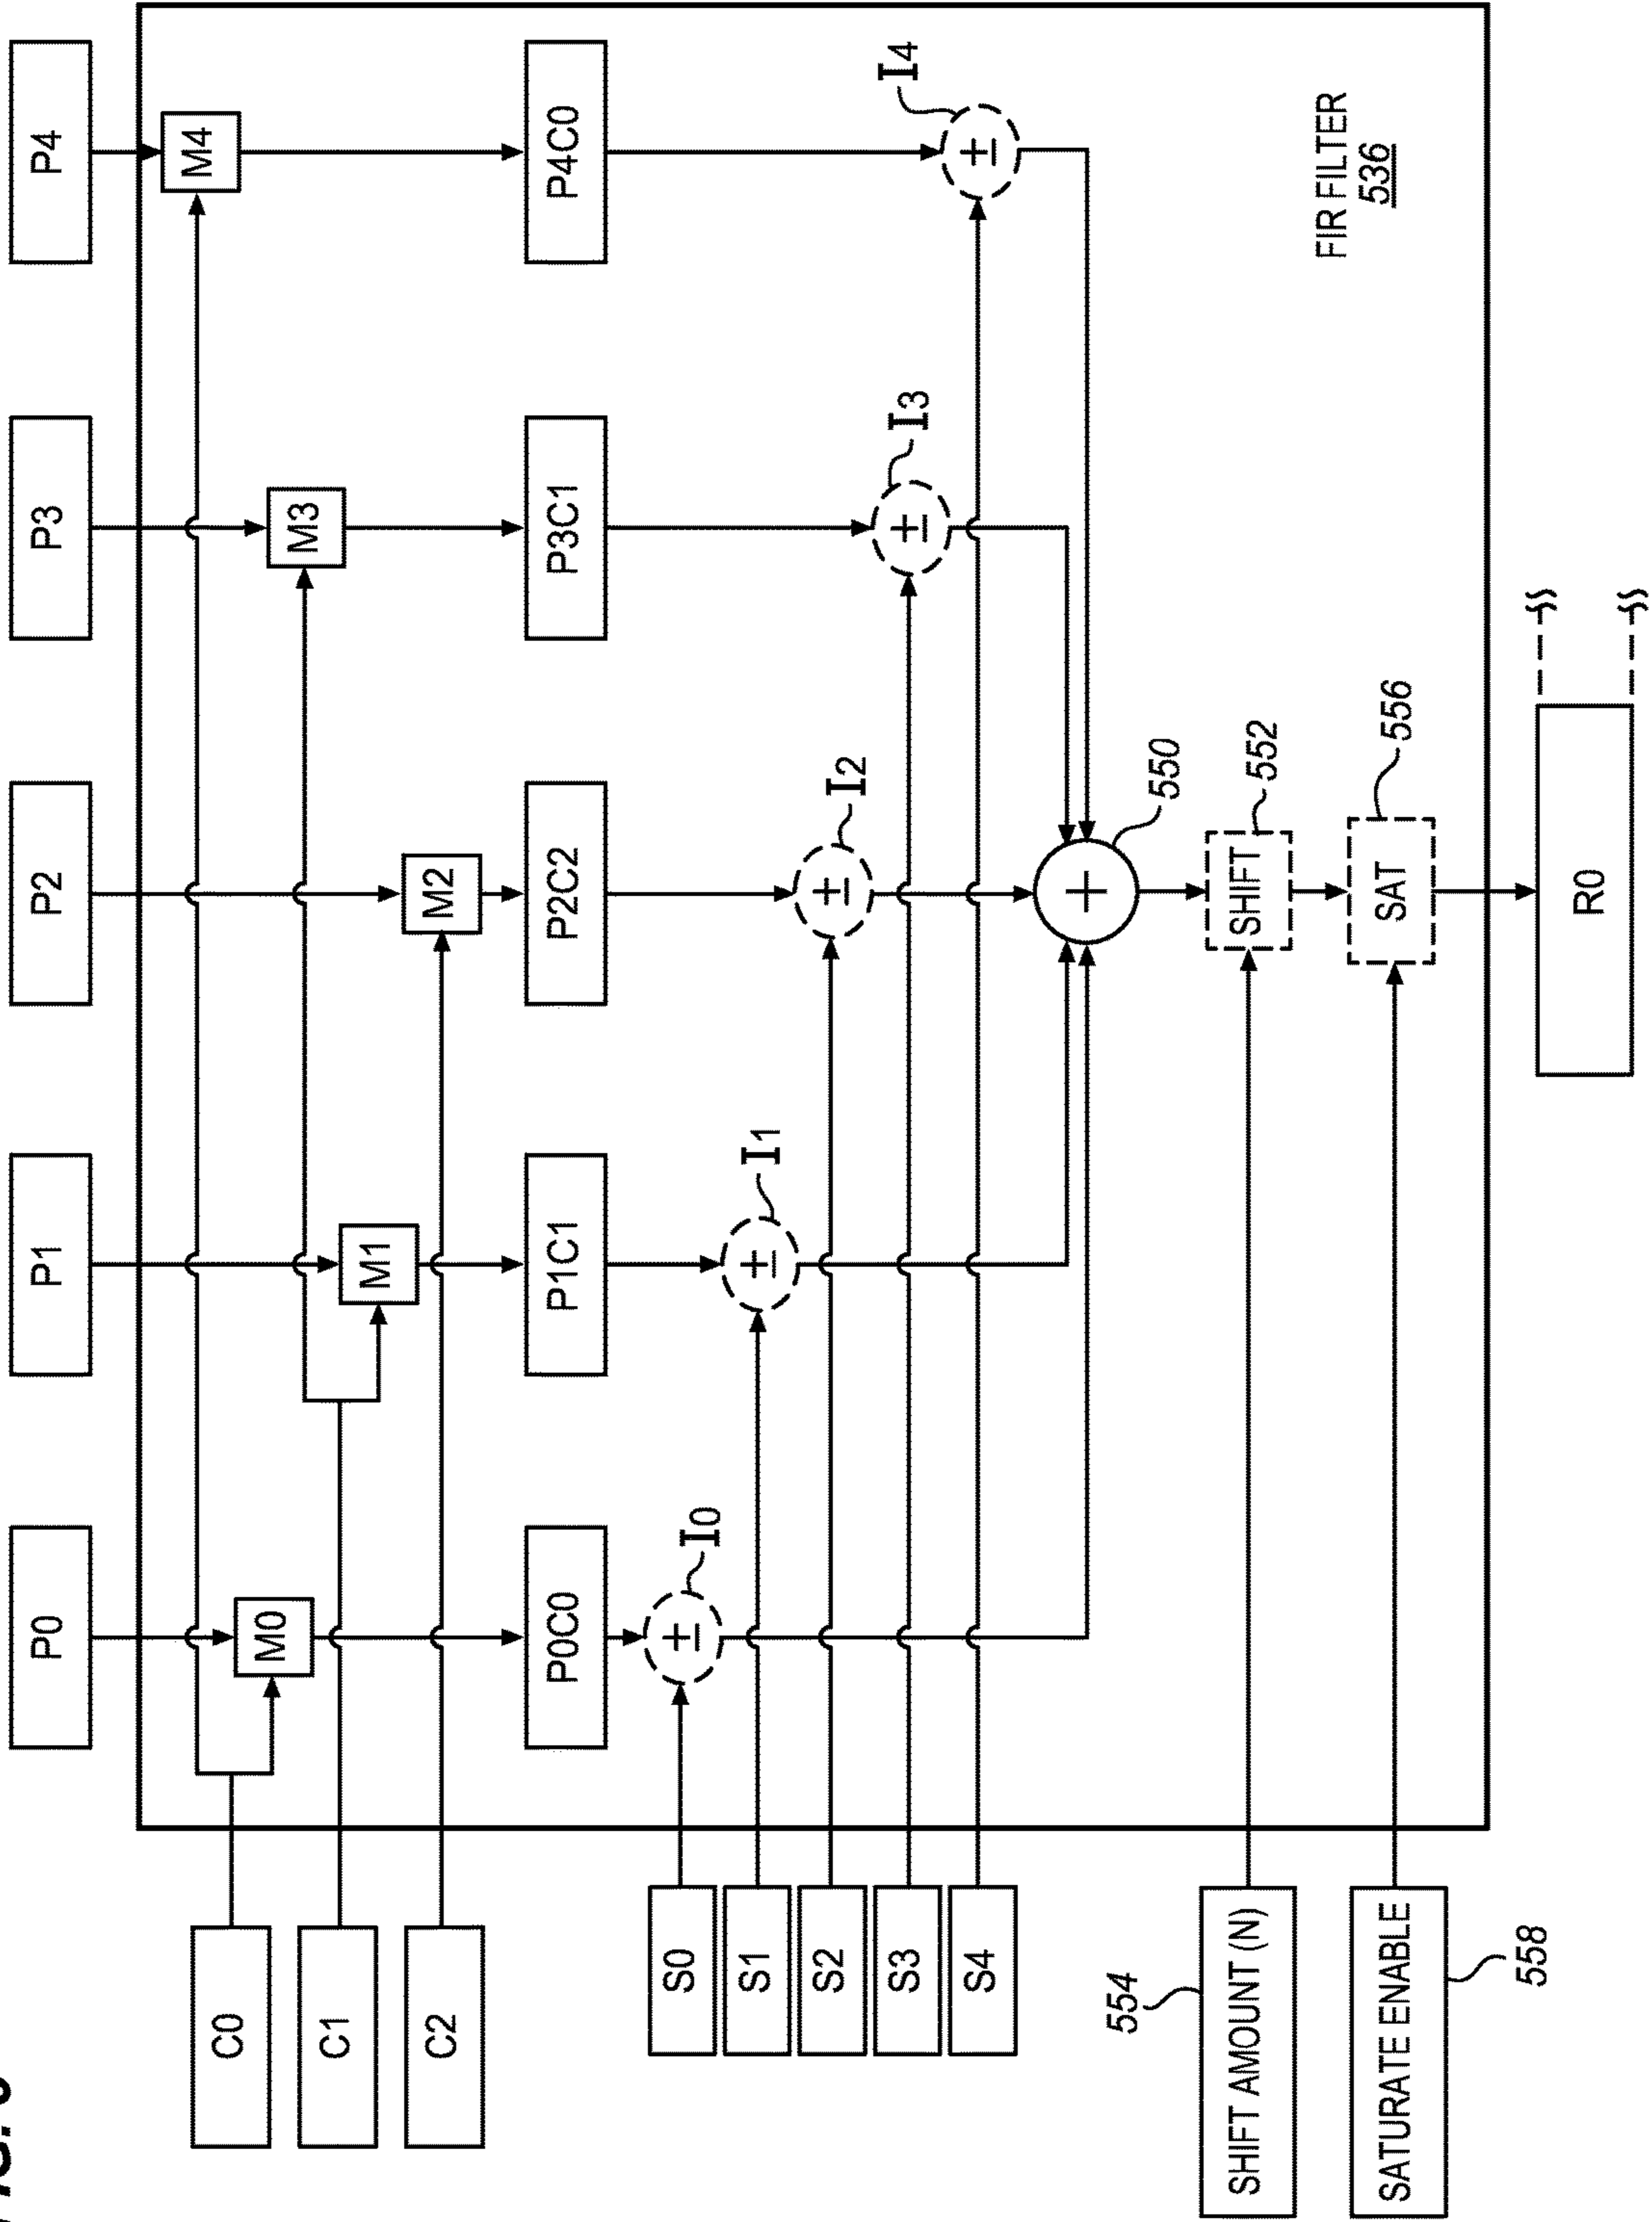 P0
P1
P2
P3
P4
C0
C1
C2
M0
M1
M2
M3
M4
P0C0
P1C1
P2C2
P3C1
P4C0
S0
S1
S2
S3
S4
I0
I1
I2
I3
I4
±
±
±
±
±
+
550
SHIFT AMOUNT (N)
554
SHIFT
552
SATURATE ENABLE
558
SAT
556
FIR FILTER
536
R0